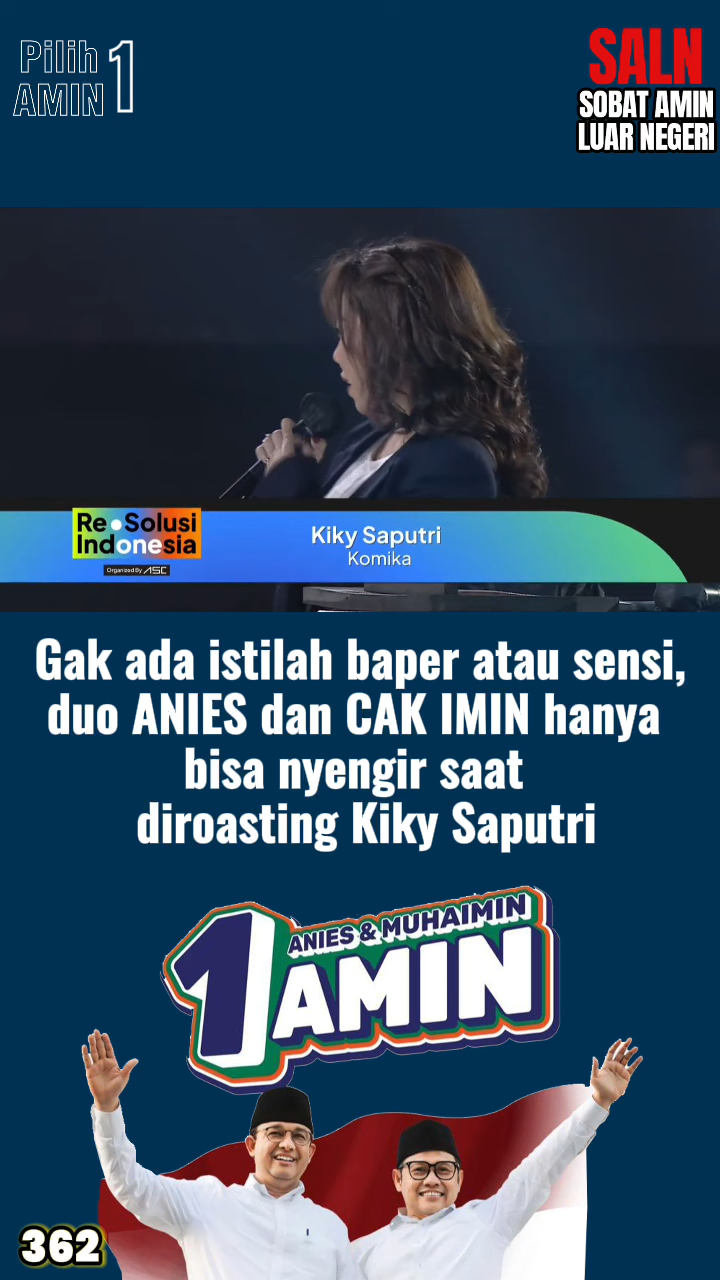 Pilih
AMIN 1
SALN
SOBAT AMIN
LUAR NEGERI
Re Solusi
Indonesia
Organized By ASC
Kiky Saputri
Komika
Gak ada istilah baper atau sensi,
duo ANIES dan CAK IMIN hanya
bisa nyengir saat
diroasting Kiky Saputri
1
ANIES & MUHAIMIN
AMIN
362